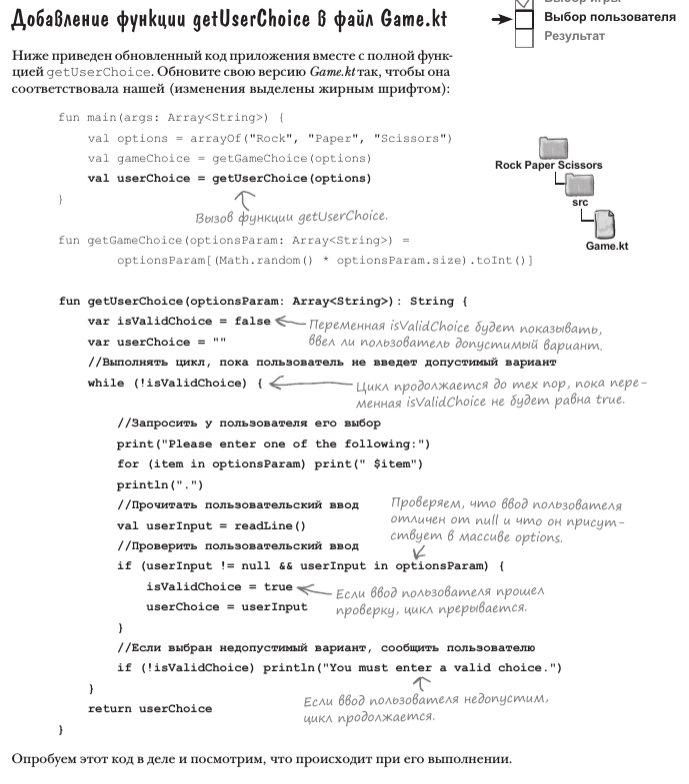 Добавление функции getUserChoice в файл Game.kt
Выбор игры
Выбор пользователя
Результат
Ниже приведен обновленный код приложения вместе с полной функ-
цией getUserChoice. Обновите свою версию Game.kt так, чтобы она
соответствовала нашей (изменения выделены жирным шрифтом):
fun main(args: Array<String>) {
val options = arrayOf("Rock", "Paper", "Scissors")
val gameChoice = getGameChoice(options)
val userChoice = getUserChoice(options)
}
Вызов функции getUserChoice.
Rock Paper Scissors
src
Game.kt
fun getGameChoice(optionsParam: Array<String>) =
optionsParam[(Math.random() * optionsParam.size).toInt()]
fun getUserChoice(optionsParam: Array<String>): String {
var isValidChoice = false
Переменная isValidChoice будет показывать,
ввел ли пользователь допустимый вариант.
var userChoice = ""
//Выполнять цикл, пока пользователь не введет допустимый вариант
while (!isValidChoice) {
Цикл продолжается до тех пор, пока пере-
менная isValidChoice не будет равна true.
//Запросить у пользователя его выбор
print("Please enter one of the following:")
for (item in optionsParam) print(" $item")
println(".")
//Прочитать пользовательский ввод
val userInput = readLine()
Проверяем, что ввод пользователя
отличен от null и что он присут-
ствует в массиве options.
//Проверить пользовательский ввод
if (userInput != null && userInput in optionsParam) {
isValidChoice = true
userChoice = userInput
Если ввод пользователя прошел
проверку, цикл прерывается.
}
//Если выбран недопустимый вариант, сообщить пользователю
if (!isValidChoice) println("You must enter a valid choice.")
}
Если ввод пользователя недопустим,
цикл продолжается.
return userChoice
}
Опробуем этот код в деле и посмотрим, что происходит при его выполнении.